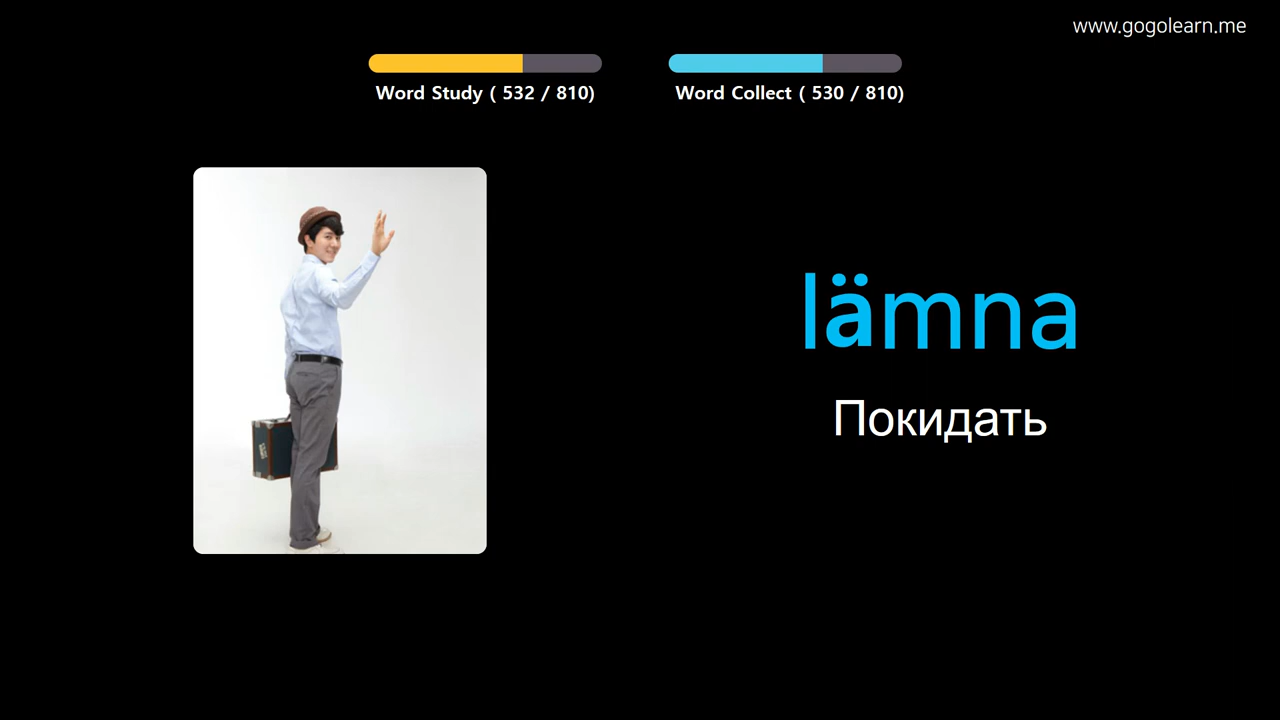 www.gogolearn.me
Word Study ( 532 / 810)
Word Collect ( 530 / 810)
lämna
Покидать